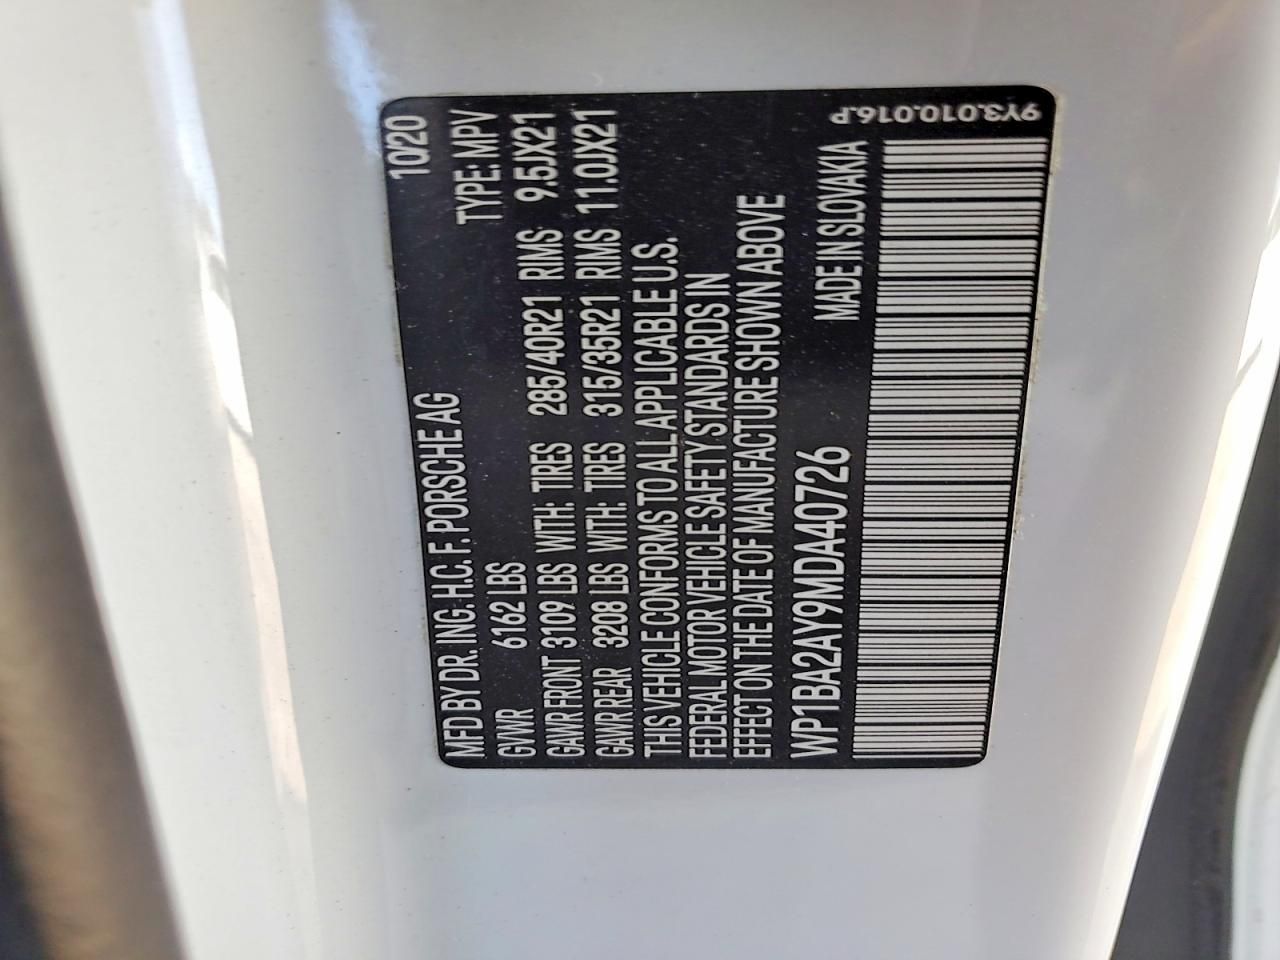 10/20
MFD BY DR. ING. H.C. F. PORSCHE AG
GVWR 6162 LBS TYPE: MPV
GAWR FRONT 3109 LBS WITH: TIRES 285/40R21 RIMS 9.5JX21
GAWR REAR 3208 LBS WITH: TIRES 315/35R21 RIMS 11.0JX21
THIS VEHICLE CONFORMS TO ALL APPLICABLE U.S.
FEDERAL MOTOR VEHICLE SAFETY STANDARDS IN
EFFECT ON THE DATE OF MANUFACTURE SHOWN ABOVE
WP1BA2AY9MDA40726 MADE IN SLOVAKIA
9Y3.010.016.P